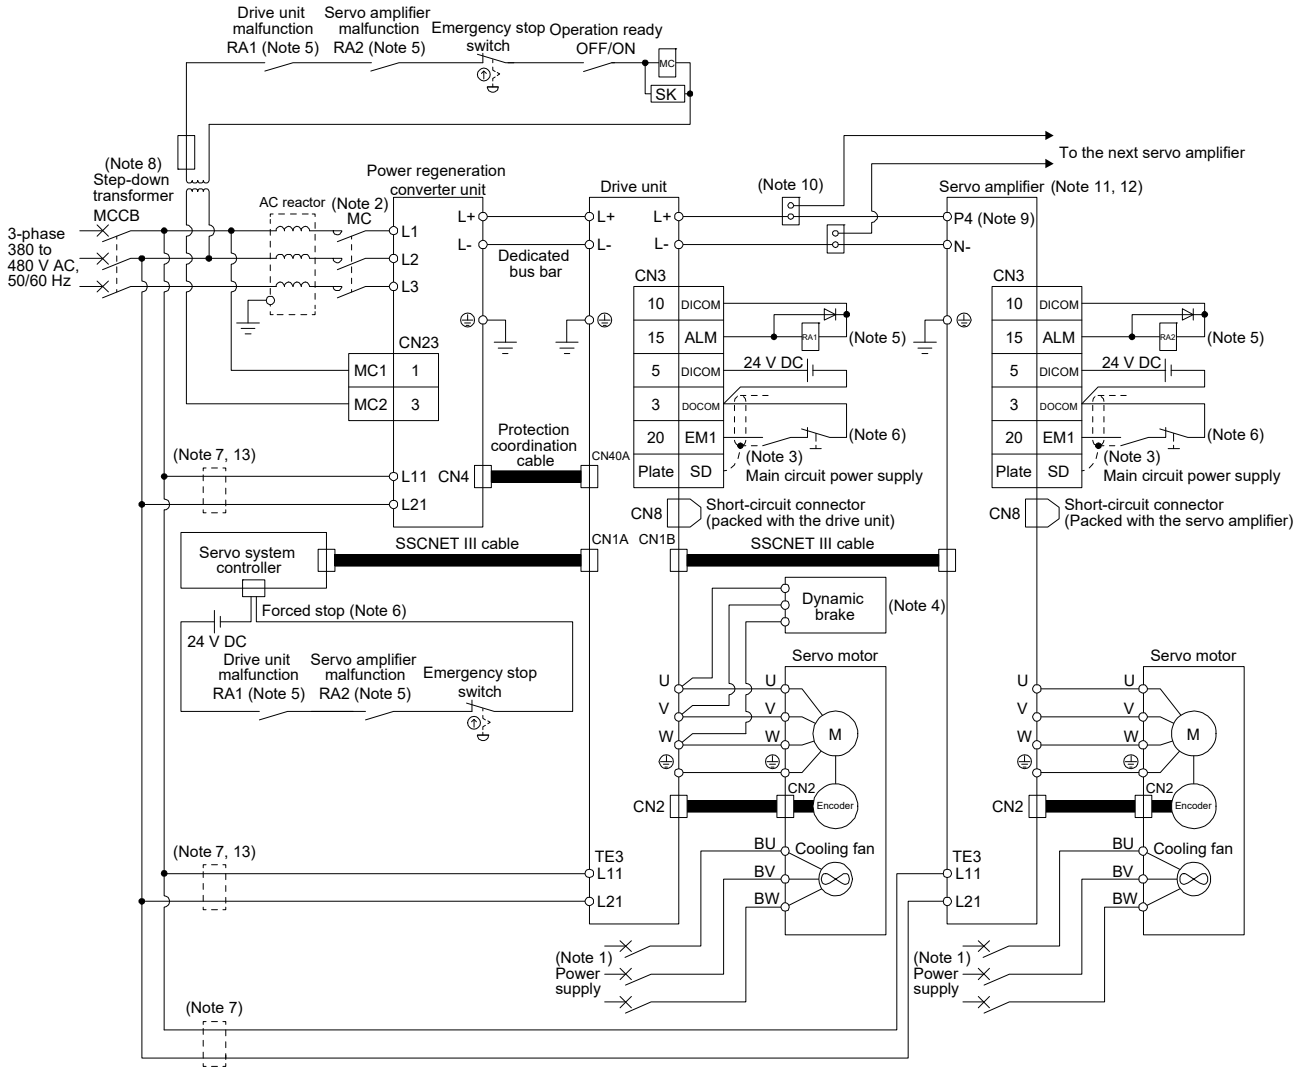 Drive unit
malfunction
RA1 (Note 5)
Servo amplifier
malfunction
RA2 (Note 5)
Emergency stop
switch
Operation ready
OFF/ON
MC
SK
(Note 8)
Step-down
transformer
MCCB
3-phase
380 to
480 V AC,
50/60 Hz
AC reactor
(Note 2)
MC
Power regeneration
converter unit
L+
L-
L1
L2
L3
CN23
MC1 1
MC2 3
L11
L21
CN4
Dedicated
bus bar
Protection
coordination
cable
Drive unit
L+
L-
L+
L-
(Note 10)
To the next servo amplifier
Servo amplifier (Note 11, 12)
P4 (Note 9)
N-
CN3
10 DICOM
15 ALM
5 DICOM
3 DOCOM
20 EM1
Plate SD
RA1
(Note 5)
24 V DC
(Note 6)
(Note 3)
Main circuit power supply
CN3
10 DICOM
15 ALM
5 DICOM
3 DOCOM
20 EM1
Plate SD
RA2
(Note 5)
24 V DC
(Note 6)
(Note 3)
Main circuit power supply
CN40A
CN8
Short-circuit connector
(packed with the drive unit)
CN8
Short-circuit connector
(Packed with the servo amplifier)
(Note 7, 13)
Servo system
controller
SSCNET III cable
CN1A
CN1B
SSCNET III cable
Forced stop (Note 6)
24 V DC
Drive unit
malfunction
RA1 (Note 5)
Servo amplifier
malfunction
RA2 (Note 5)
Emergency stop
switch
Dynamic
brake
(Note 4)
Servo motor
U
V
W
U
V
W
M
CN2
CN2
Encoder
BU
BV
BW
Cooling fan
Servo motor
U
V
W
U
V
W
M
CN2
CN2
Encoder
BU
BV
BW
Cooling fan
(Note 7, 13)
TE3
L11
L21
TE3
L11
L21
(Note 1)
Power
supply
(Note 1)
Power
supply
(Note 7)